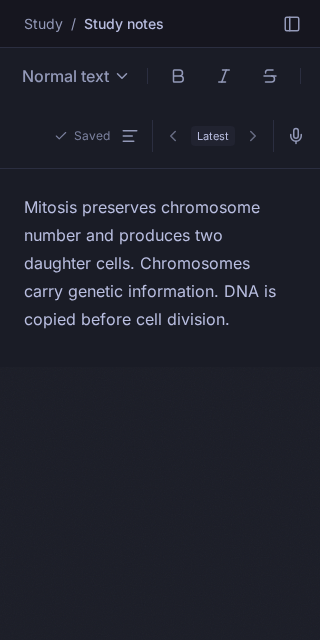 Study / Study notes
Normal text
Saved
Latest
Mitosis preserves chromosome
number and produces two
daughter cells. Chromosomes
carry genetic information. DNA is
copied before cell division.